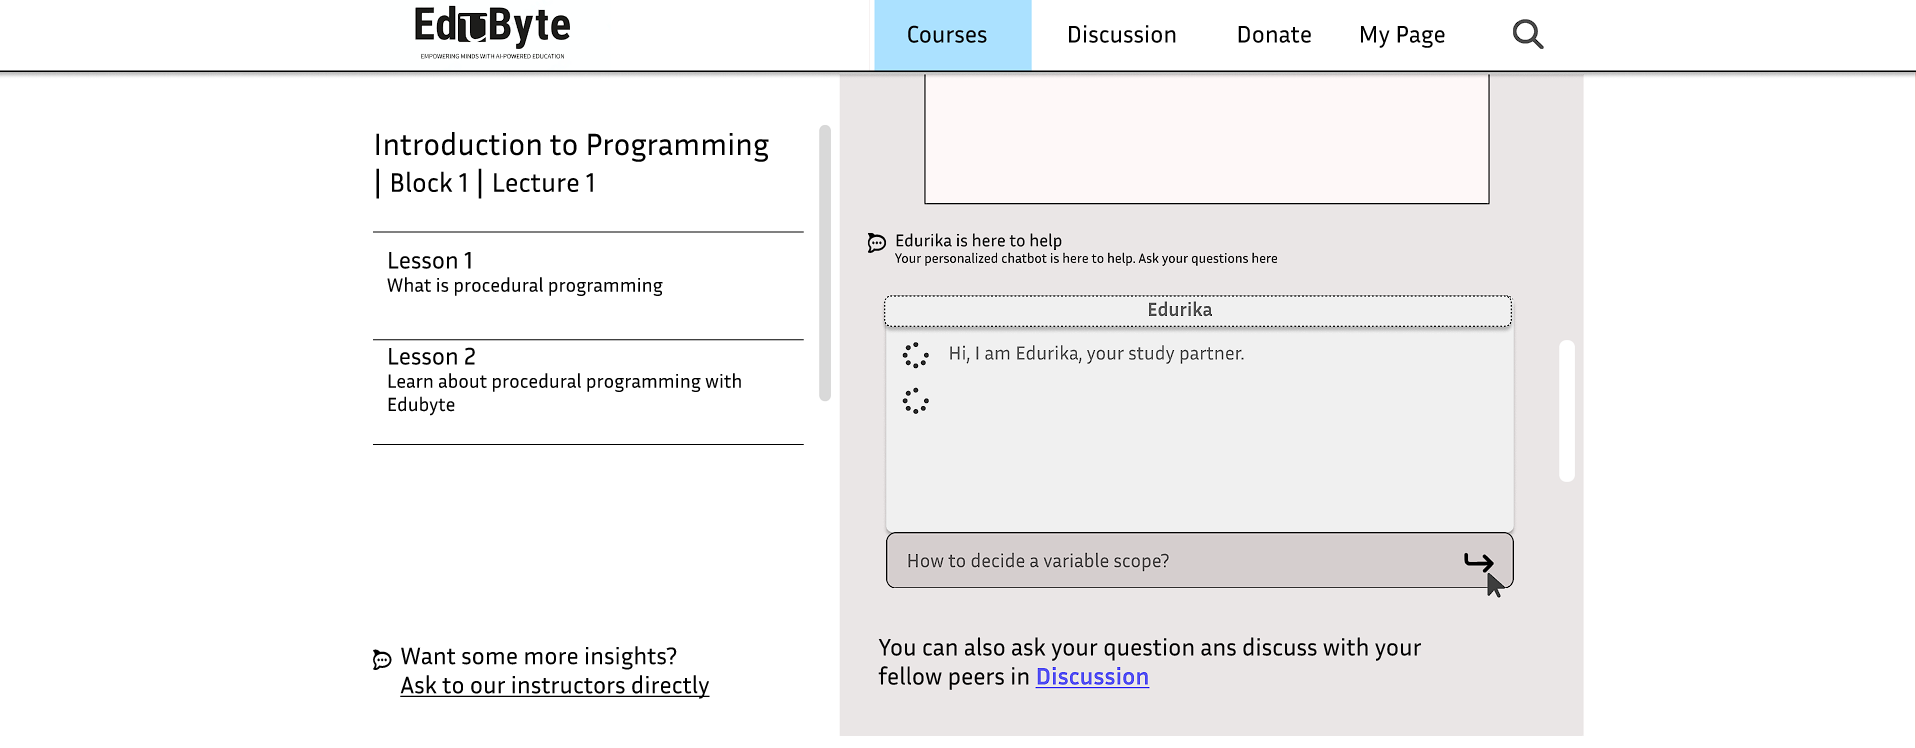 EduByte
EMPOWERING MINDS WITH AI-POWERED EDUCATION
Courses Discussion Donate My Page
Introduction to Programming
| Block 1 | Lecture 1
Lesson 1
What is procedural programming
Lesson 2
Learn about procedural programming with
Edubyte
Want some more insights?
Ask to our instructors directly
Edurika is here to help
Your personalized chatbot is here to help. Ask your questions here
Edurika
Hi, I am Edurika, your study partner.
How to decide a variable scope?
You can also ask your question ans discuss with your
fellow peers in Discussion